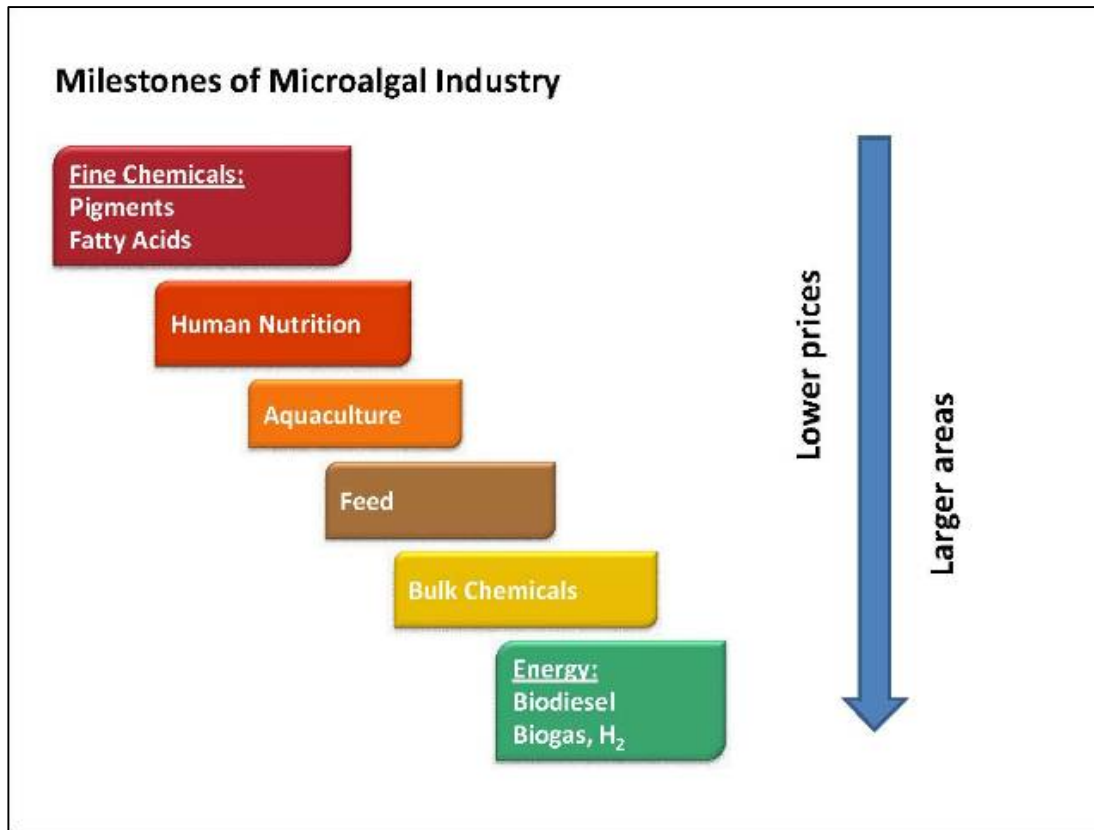 Milestones of Microalgal Industry
Fine Chemicals:
Pigments
Fatty Acids
Human Nutrition
Aquaculture
Feed
Bulk Chemicals
Energy:
Biodiesel
Biogas, H₂
Lower prices
Larger areas